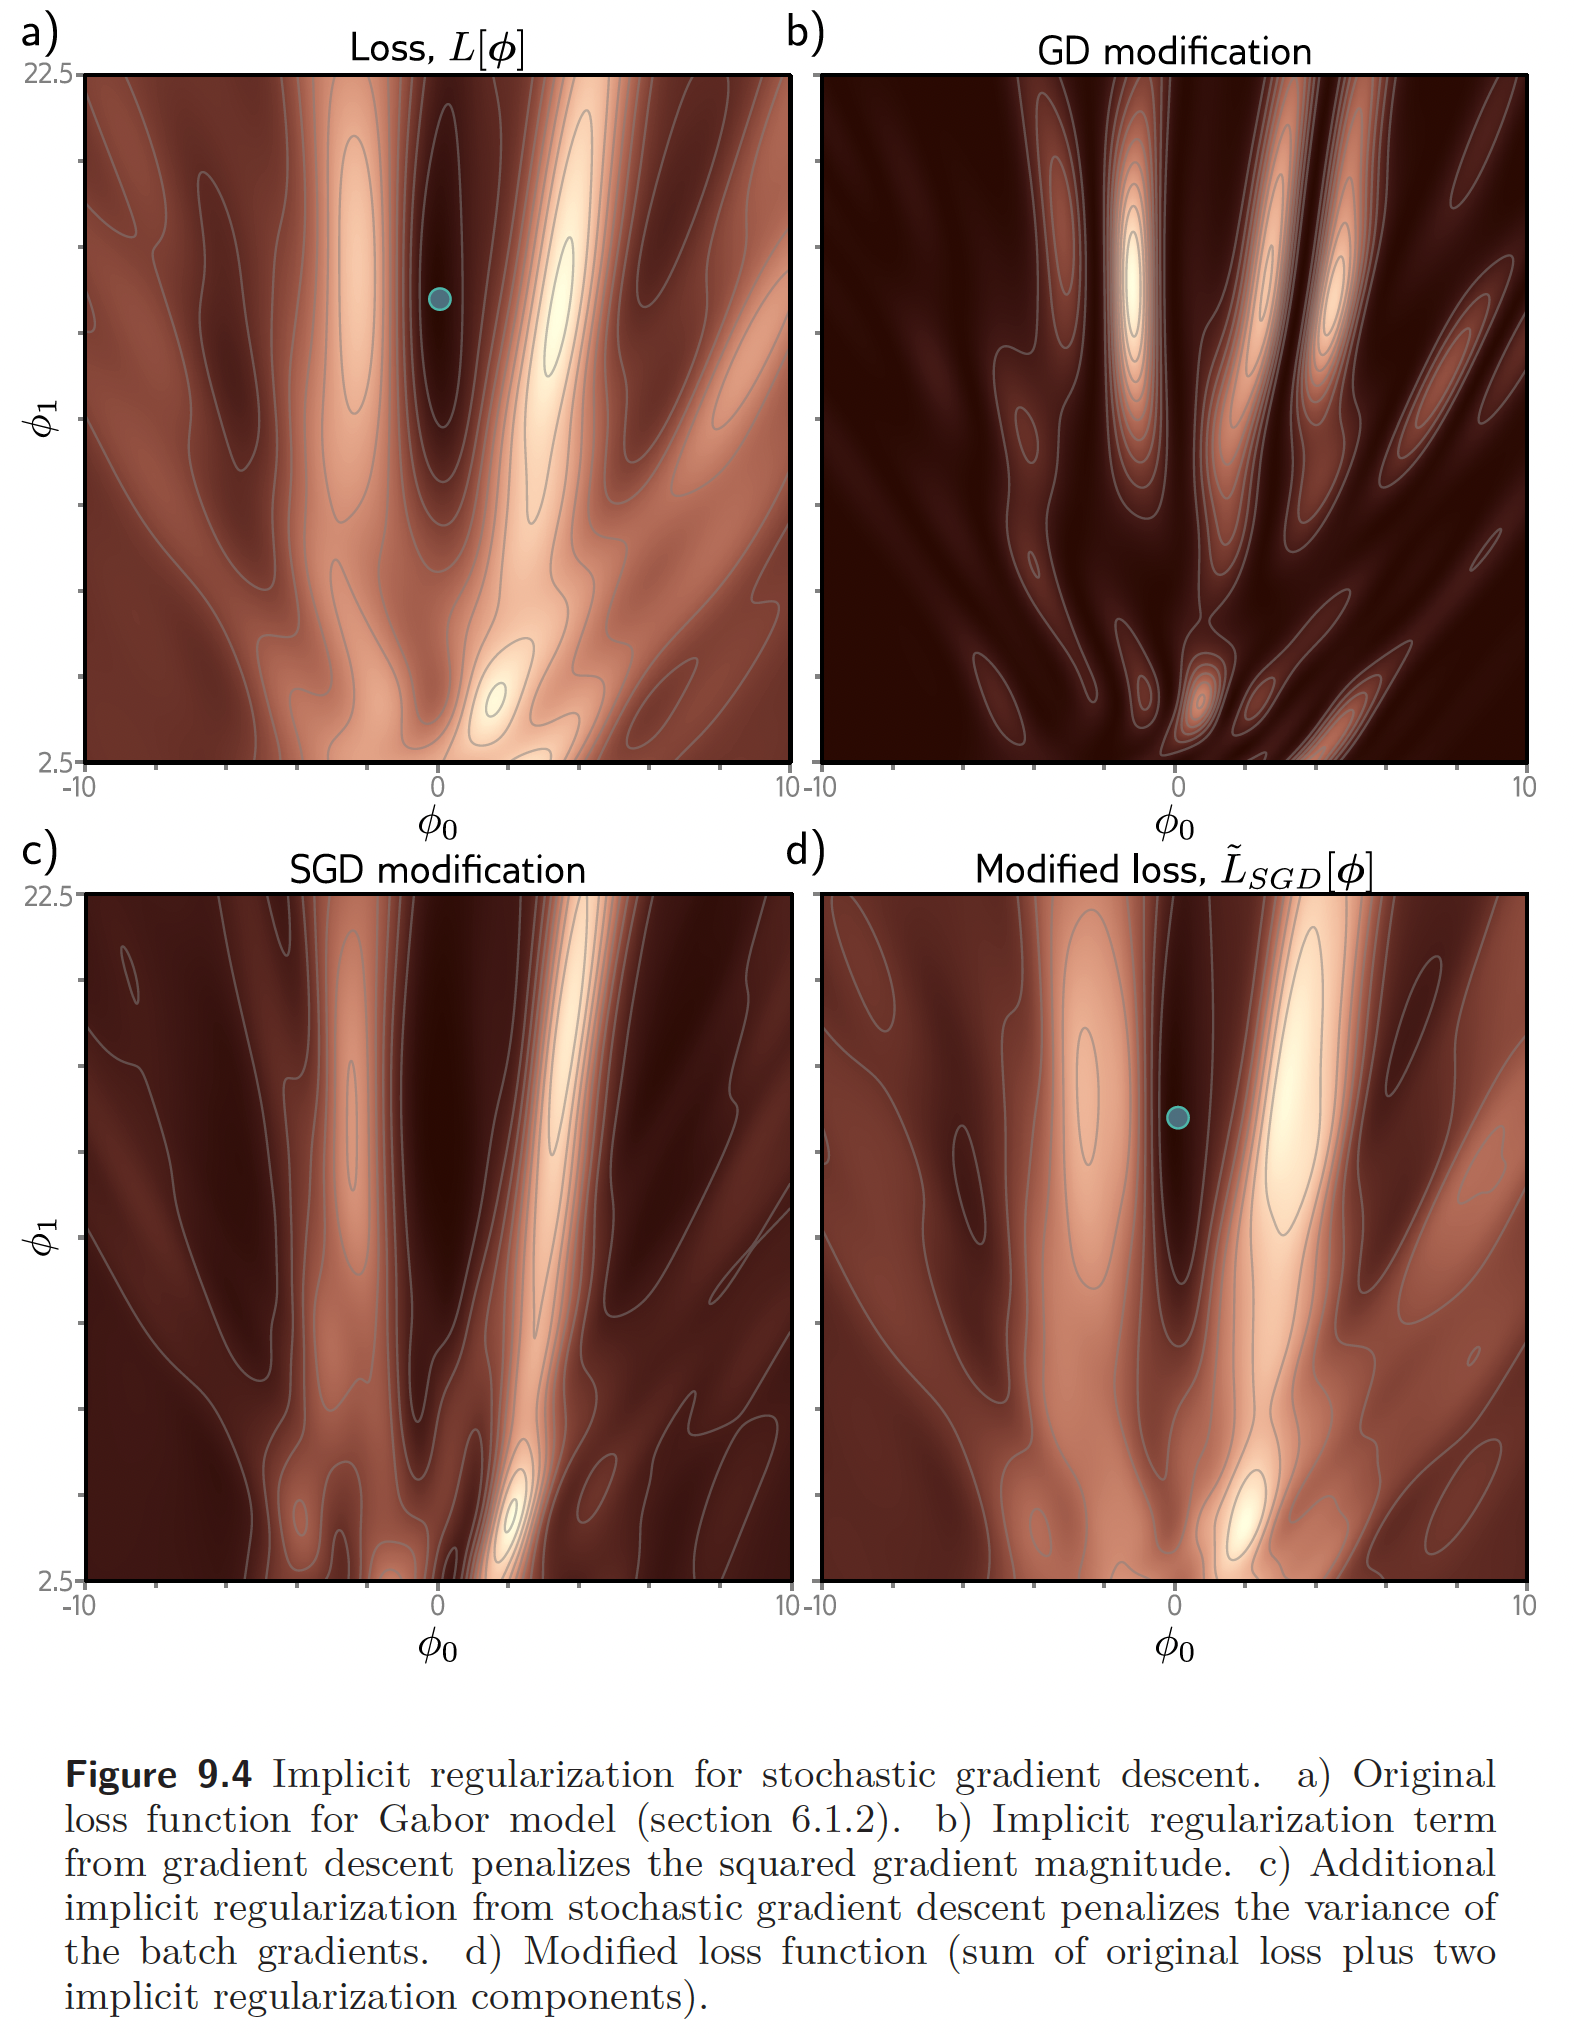 a)
Loss, L[ϕ]
22.5
ϕ1
2.5
-10
0
10
ϕ0
b)
GD modification
-10
0
10
ϕ0
c)
SGD modification
22.5
ϕ1
2.5
-10
0
10
ϕ0
d)
Modified loss, L̃SGD[ϕ]
-10
0
10
ϕ0
Figure 9.4 Implicit regularization for stochastic gradient descent. a) Original
loss function for Gabor model (section 6.1.2). b) Implicit regularization term
from gradient descent penalizes the squared gradient magnitude. c) Additional
implicit regularization from stochastic gradient descent penalizes the variance of
the batch gradients. d) Modified loss function (sum of original loss plus two
implicit regularization components).